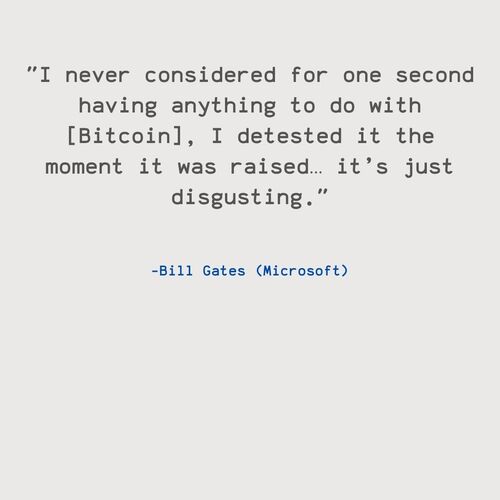 "I never considered for one second
having anything to do with
[Bitcoin], I detested it the
moment it was raised… it’s just
disgusting."
-Bill Gates (Microsoft)